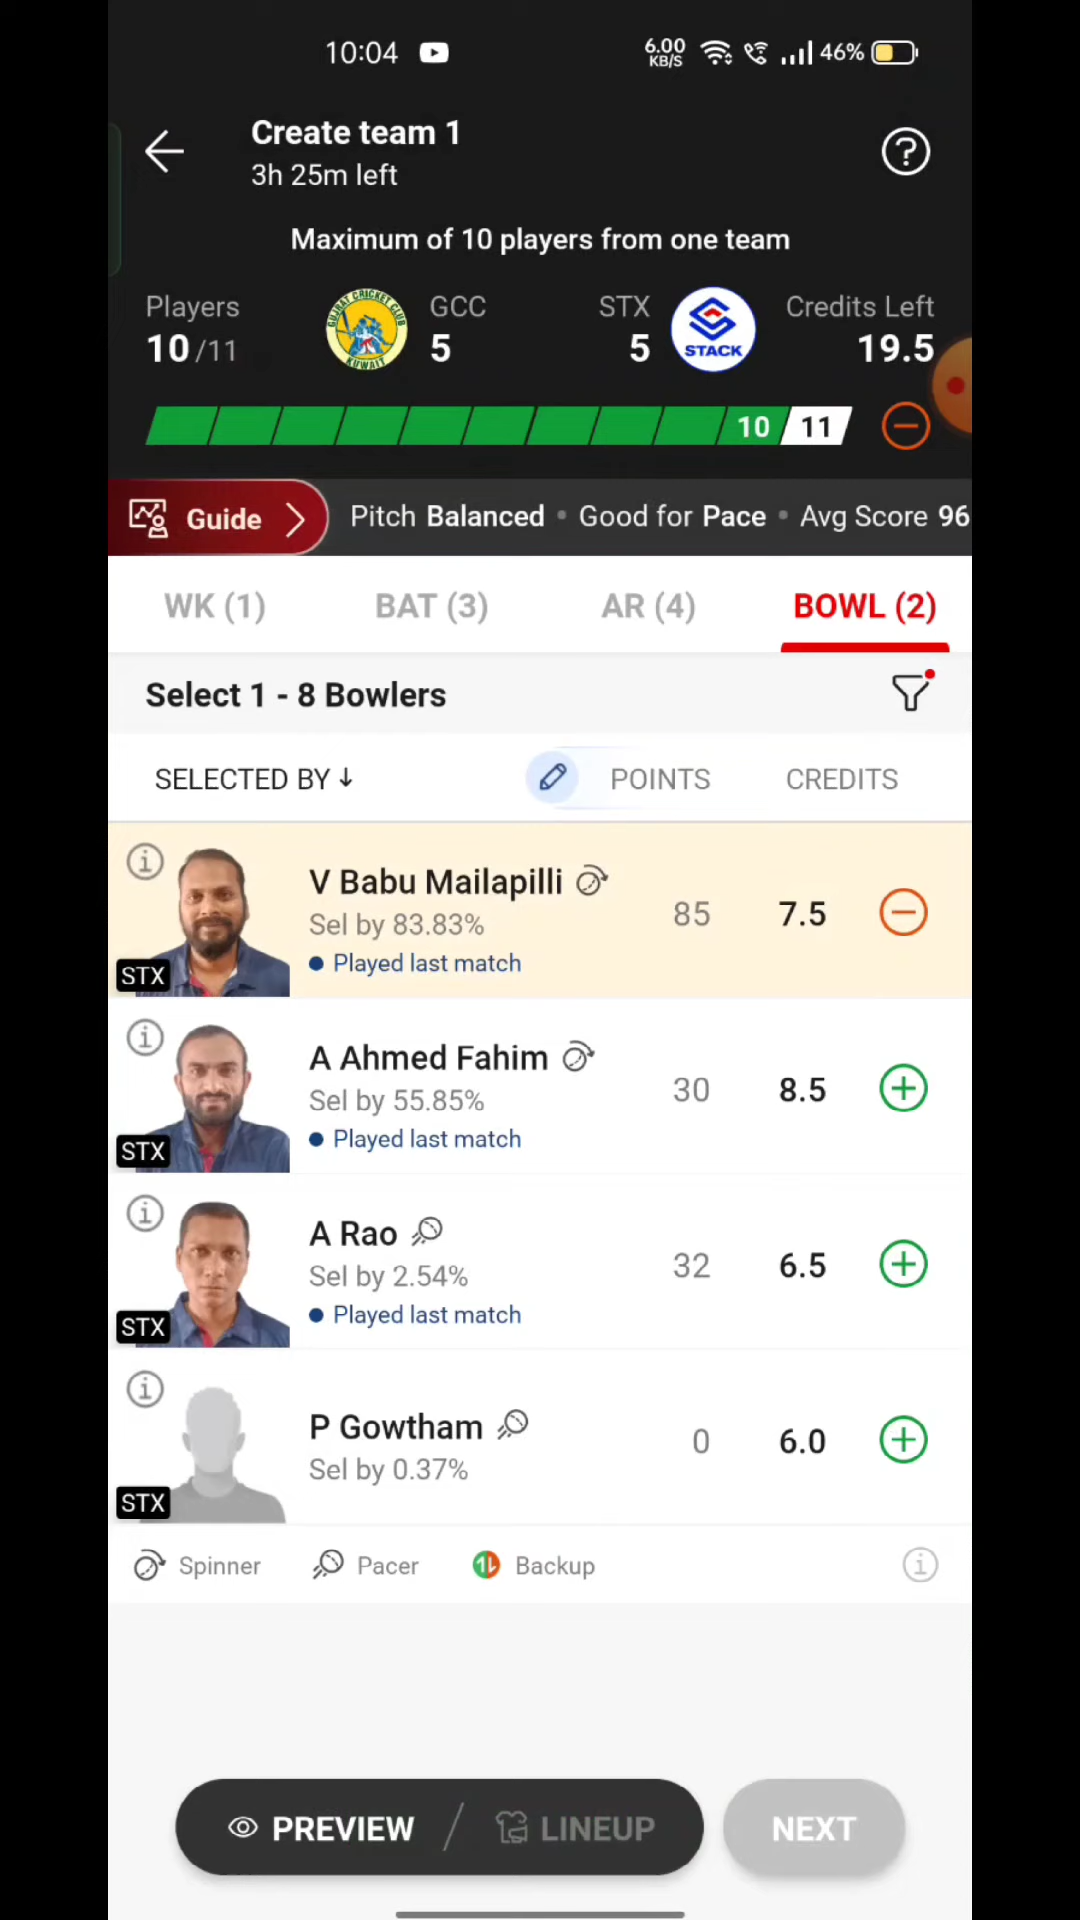 10:04
6.00 KB/S
46%
Create team 1
3h 25m left
Maximum of 10 players from one team
Players
10/11
GUJRAT CRICKET CLUB
KUWAIT
GCC
5
STX
5
STACK
Credits Left
19.5
10
11
Guide
Pitch Balanced • Good for Pace • Avg Score 96
WK (1)
BAT (3)
AR (4)
BOWL (2)
Select 1 - 8 Bowlers
SELECTED BY ↓
POINTS
CREDITS
V Babu Mailapilli
Sel by 83.83%
Played last match
STX
85
7.5
A Ahmed Fahim
Sel by 55.85%
Played last match
STX
30
8.5
A Rao
Sel by 2.54%
Played last match
STX
32
6.5
P Gowtham
Sel by 0.37%
STX
0
6.0
Spinner
Pacer
Backup
PREVIEW / LINEUP
NEXT